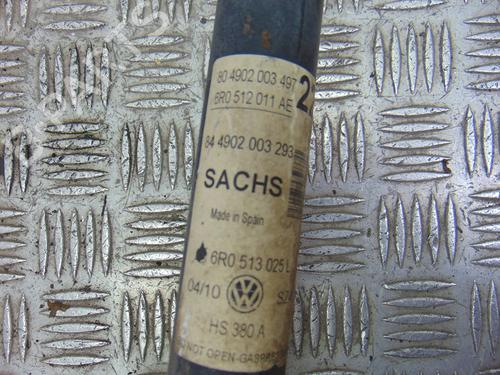 80 4902 003 497
6R0 512 011 AE
84 4902 003 293
SACHS
Made in Spain
6R0 513 025 L
04/10
HS 380 A